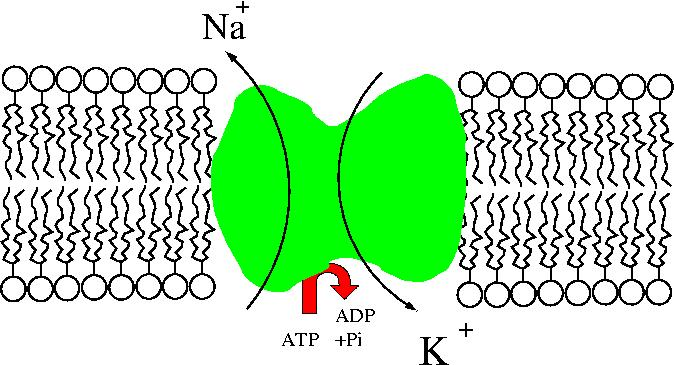 Na+
ADP
ATP +Pi
K+